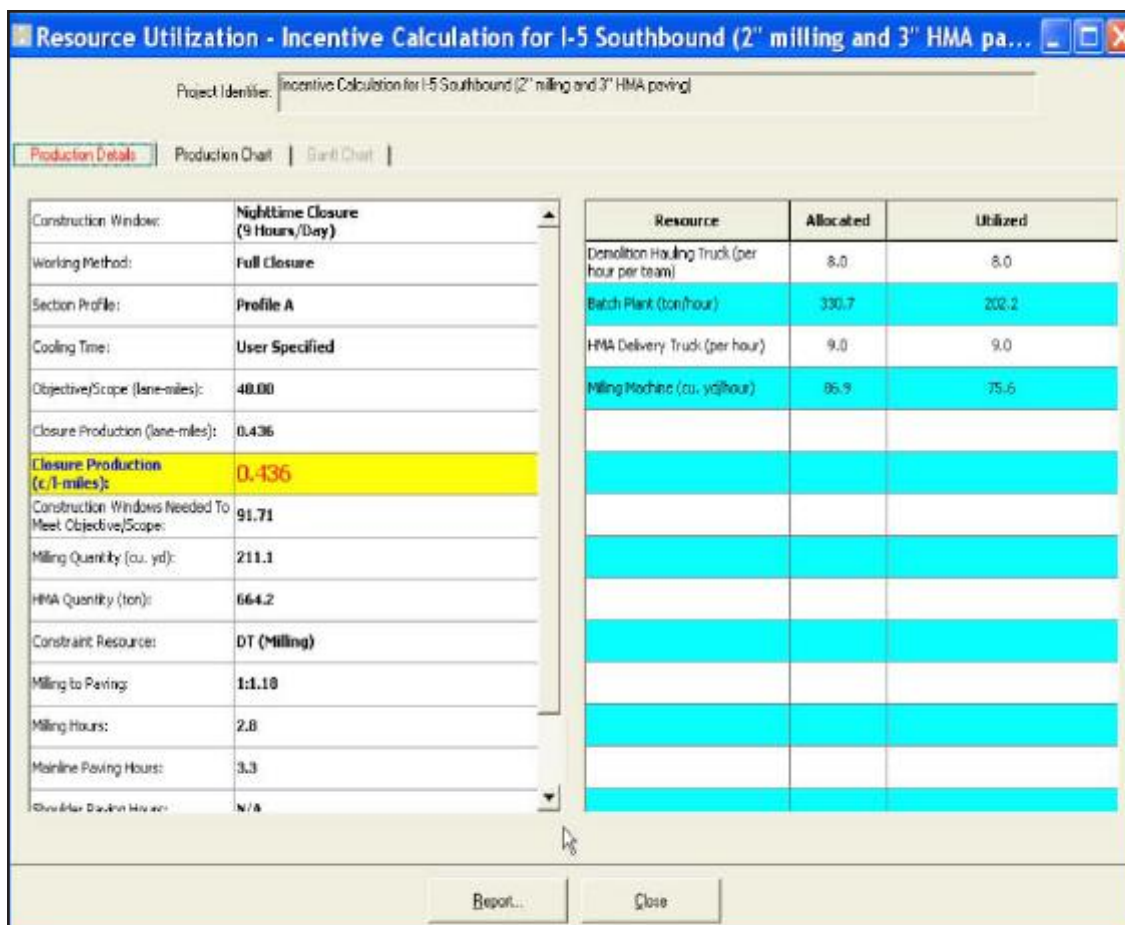 Resource Utilization - Incentive Calculation for I-5 Southbound (2" milling and 3" HMA pa...
Project Identifier: Incentive Calculation for I-5 Southbound (2" milling and 3" HMA paving)
Production Details
Production Chart
Gantt Chart
Construction Window: Nighttime Closure
(9 Hours/Day)
Working Method: Full Closure
Section Profile: Profile A
Cooling Time: User Specified
Objective/Scope (lane-miles): 40.00
Closure Production (lane-miles): 0.436
Closure Production
(c/l-miles): 0.436
Construction Windows Needed To
Meet Objective/Scope: 91.71
Milling Quantity (cu. yd): 211.1
HMA Quantity (ton): 664.2
Constraint Resource: DT (Milling)
Milling to Paving: 1:1.18
Milling Hours: 2.8
Mainline Paving Hours: 3.3
Shoulder Paving Hours: N/A
Resource Allocated Utilized
Demolition Hauling Truck (per
hour per team) 8.0 8.0
Batch Plant (ton/hour) 330.7 202.2
HMA Delivery Truck (per hour) 9.0 9.0
Milling Machine (cu. yd/hour) 86.9 75.6
Report... Close